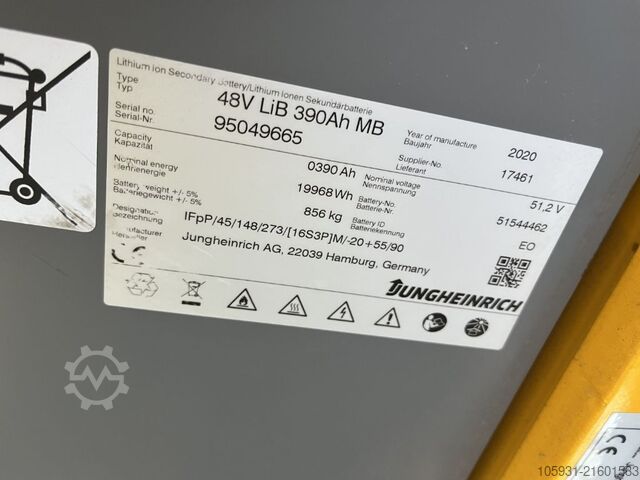 Lithium Ion Secondary Battery/Lithium Ionen Sekundärbatterie
Type
Typ
48V LiB 390Ah MB
Year of manufacture
Baujahr
2020
Serial no.
Serial-Nr.
95049665
Supplier-No.
Lieferant
17461
Capacity
Kapazität
0390 Ah
Nominal voltage
Nennspannung
51,2 V
Nominal energy
Nennenergie
19968Wh
Battery-No.
Batterie-Nr.
51544462
Battery weight +/- 5%
Batteriegewicht +/- 5%
856 kg
Battery ID
Batteriekennung
EO
Designation
Bezeichnung
IFpP/45/148/273/[16S3P]M/-20+55/90
Manufacturer
Hersteller
Jungheinrich AG, 22039 Hamburg, Germany
CE
JUNGHEINRICH
105931-21601583